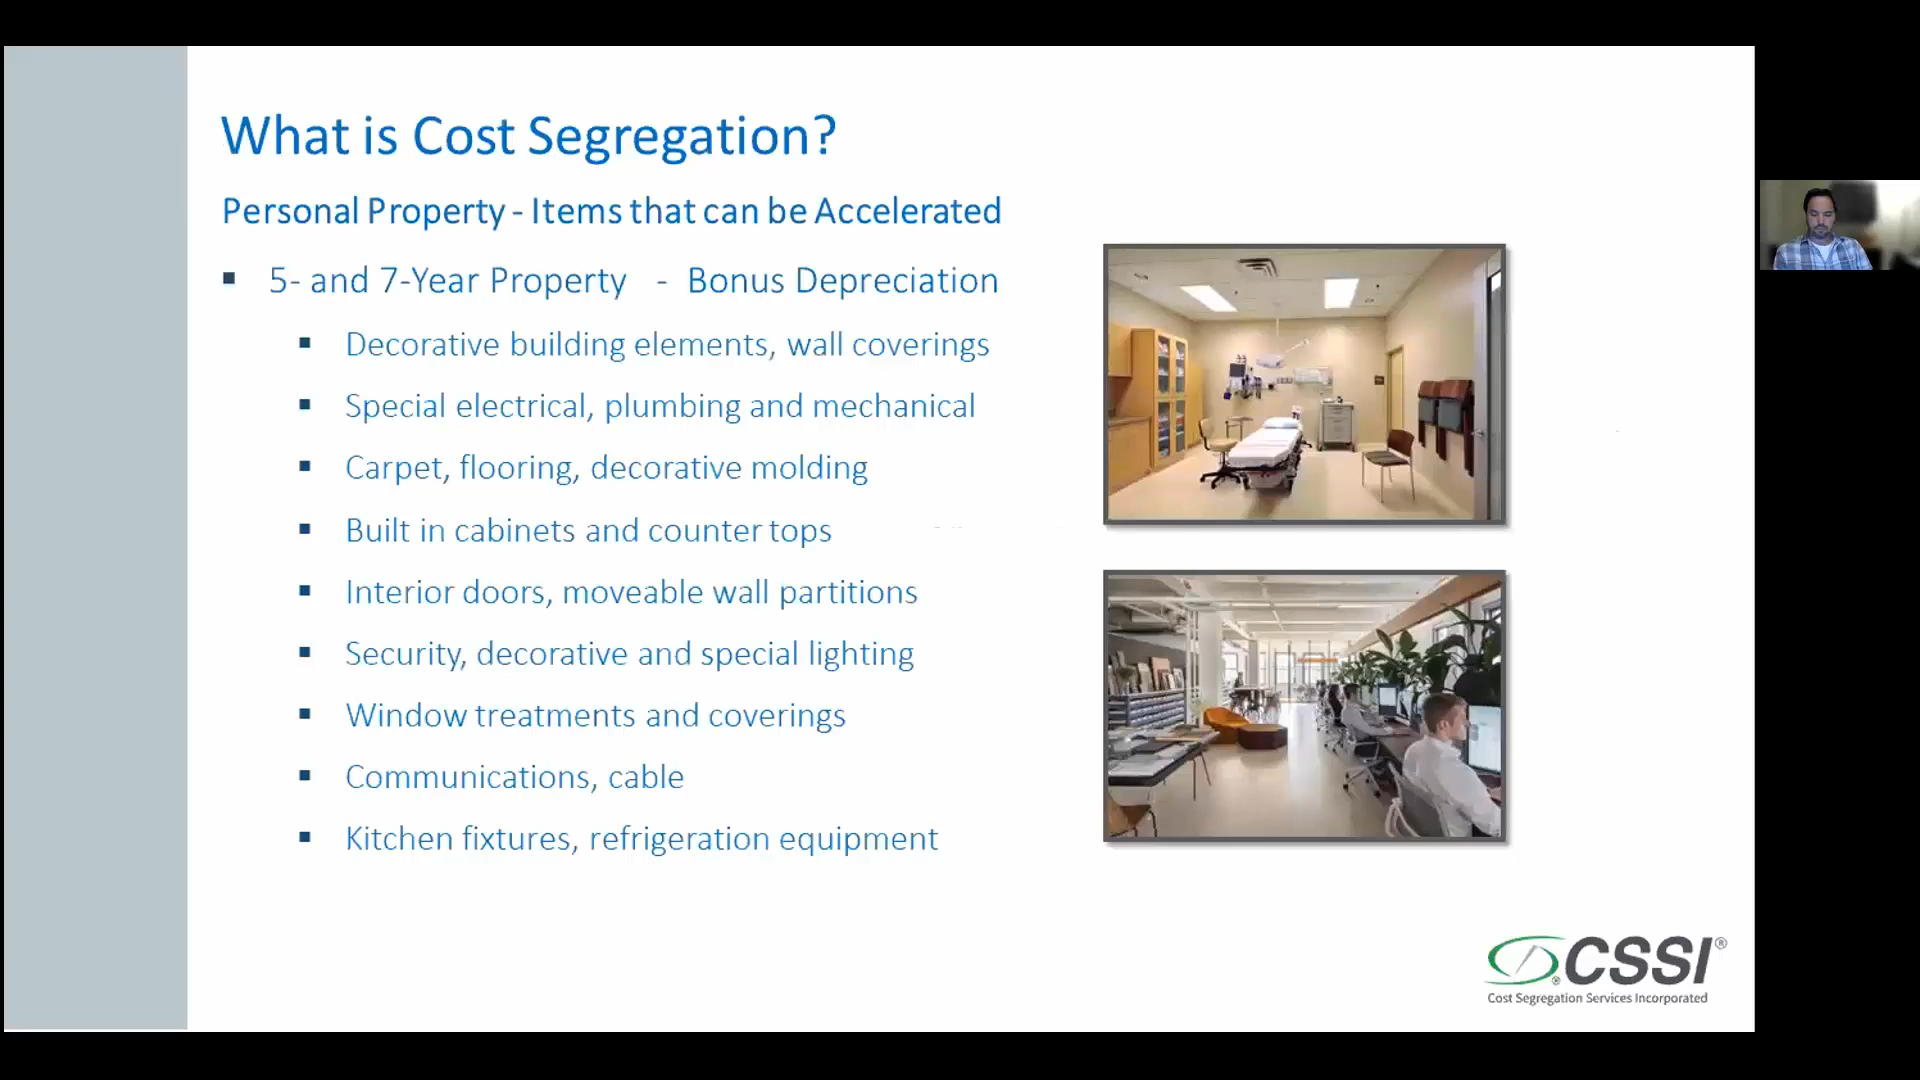 What is Cost Segregation?
Personal Property - Items that can be Accelerated
▪ 5- and 7-Year Property - Bonus Depreciation
▪ Decorative building elements, wall coverings
▪ Special electrical, plumbing and mechanical
▪ Carpet, flooring, decorative molding
▪ Built in cabinets and counter tops
▪ Interior doors, moveable wall partitions
▪ Security, decorative and special lighting
▪ Window treatments and coverings
▪ Communications, cable
▪ Kitchen fixtures, refrigeration equipment
CSSI®
Cost Segregation Services Incorporated